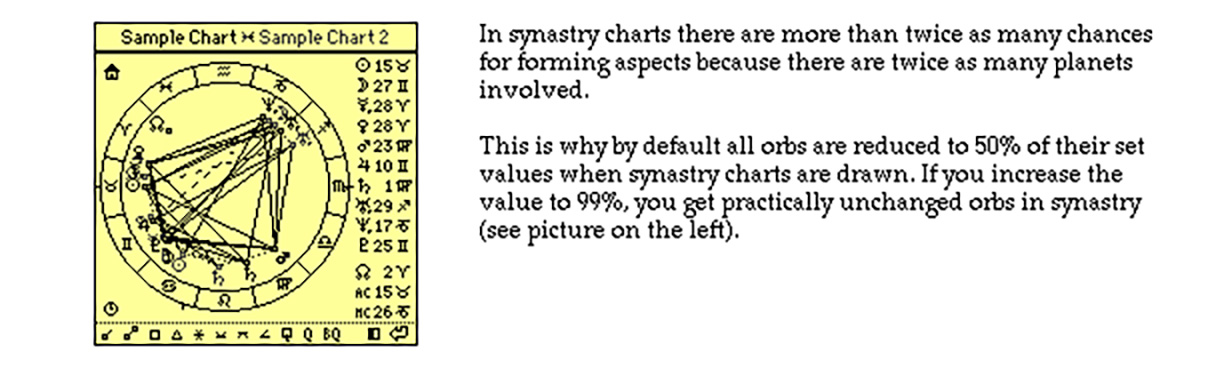 Sample Chart Sample Chart 2
☉ 15 ♉
☽ 27 ♊
☿ 28 ♈
♀ 28 ♈
♂ 23 ♍
♃ 10 ♊
♄ 1 ♍
♅ 29 ♐
♆ 17 ♑
♇ 25 ♊
☊ 2 ♈
AC 15 ♉
MC 26 ♑
Q BQ
In synastry charts there are more than twice as many chances
for forming aspects because there are twice as many planets
involved.
This is why by default all orbs are reduced to 50% of their set
values when synastry charts are drawn. If you increase the
value to 99%, you get practically unchanged orbs in synastry
(see picture on the left).